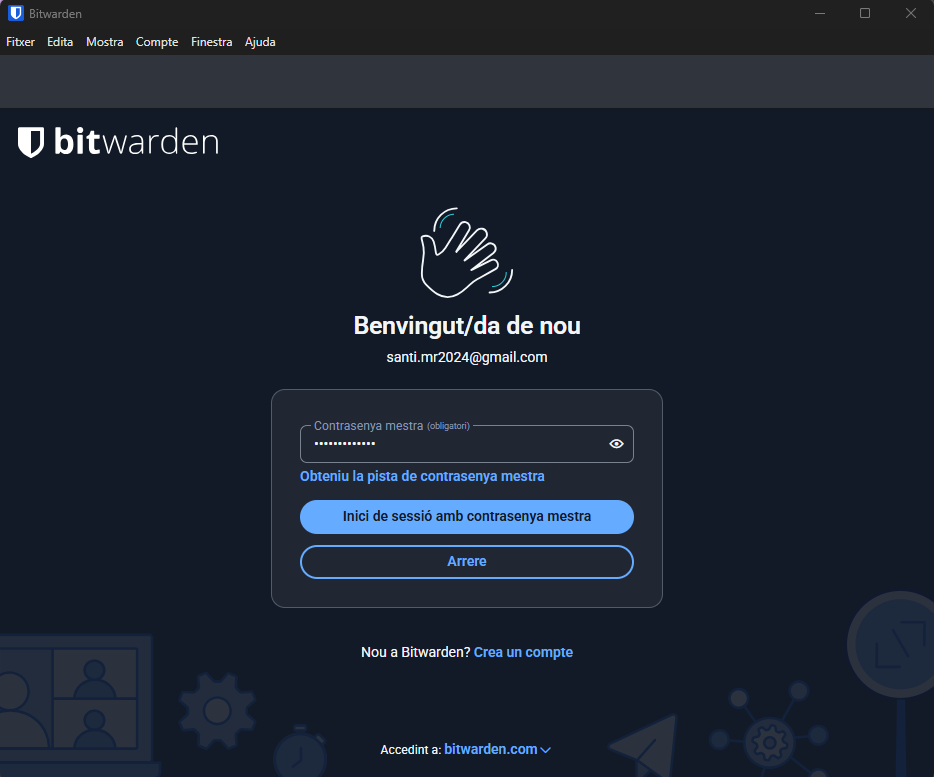 Bitwarden
Fitxer Edita Mostra Compte Finestra Ajuda
bitwarden
Benvingut/da de nou
santi.mr2024@gmail.com
Contrasenya mestra (obligatori)
•••••••••••••
Obteniu la pista de contrasenya mestra
Inici de sessió amb contrasenya mestra
Arrere
Nou a Bitwarden? Crea un compte
Accedint a: bitwarden.com